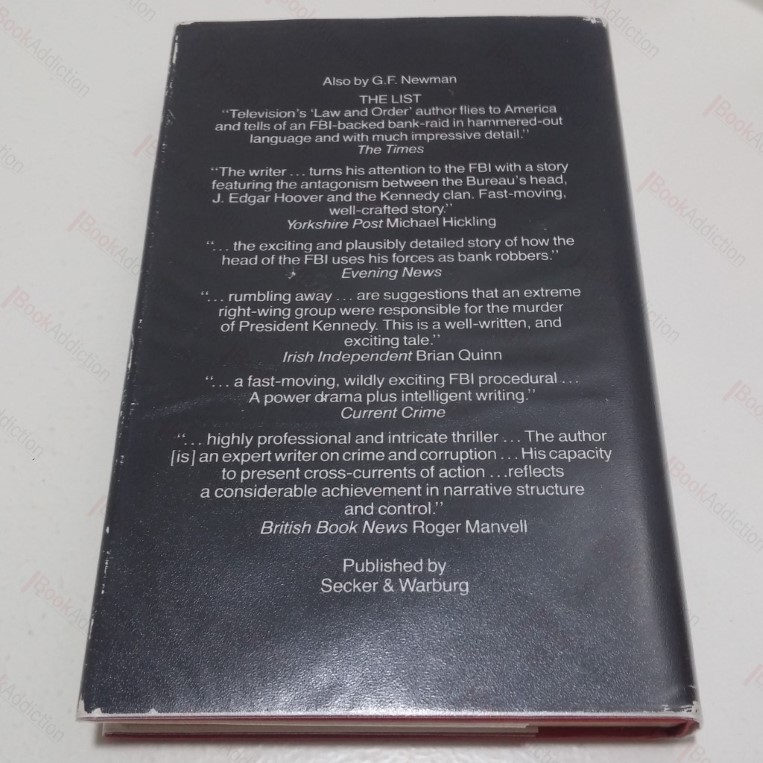 Also by G.F. Newman
THE LIST
“Television's ‘Law and Order’ author flies to America
and tells of an FBI-backed bank-raid in hammered-out
language and with much impressive detail.”
The Times
“The writer ... turns his attention to the FBI with a story
featuring the antagonism between the Bureau's head,
J. Edgar Hoover and the Kennedy clan. Fast-moving,
well-crafted story.”
Yorkshire Post Michael Hickling
“... the exciting and plausibly detailed story of how the
head of the FBI uses his forces as bank robbers.”
Evening News
“... rumbling away ... are suggestions that an extreme
right-wing group were responsible for the murder
of President Kennedy. This is a well-written, and
exciting tale.”
Irish Independent Brian Quinn
“... a fast-moving, wildly exciting FBI procedural ...
A power drama plus intelligent writing.”
Current Crime
“... highly professional and intricate thriller ... The author
[is] an expert writer on crime and corruption ... His capacity
to present cross-currents of action ...reflects
a considerable achievement in narrative structure
and control.”
British Book News Roger Manvell
Published by
Secker & Warburg
iBookAddiction